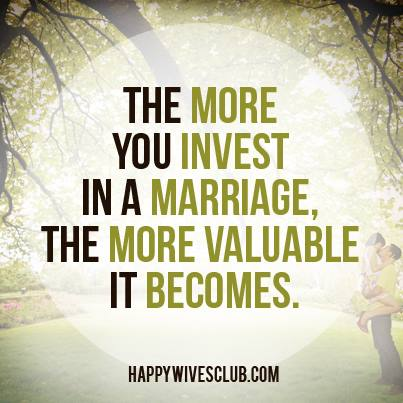 THE MORE
YOU INVEST
IN A MARRIAGE,
THE MORE VALUABLE
IT BECOMES.
HAPPYWIVESCLUB.COM